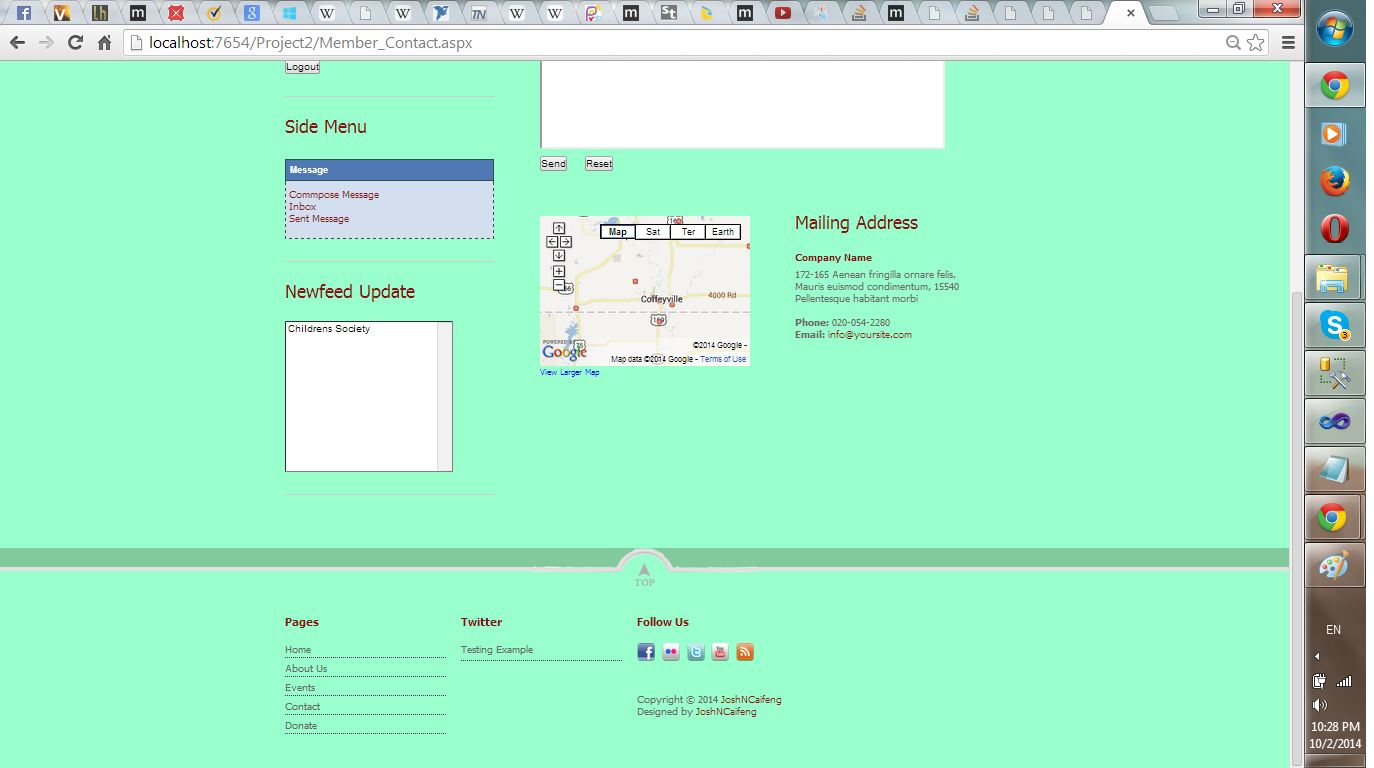 localhost:7654/Project2/Member_Contact.aspx
Logout
Side Menu
Message
Commpose Message
Inbox
Sent Message
Newfeed Update
Childrens Society
Send Reset
Map Sat Ter Earth
Coffeyville
4000 Rd
POWERED BY
Google
©2014 Google -
Map data ©2014 Google - Terms of Use
View Larger Map
Mailing Address
Company Name
172-165 Aenean fringilla ornare felis,
Mauris euismod condimentum, 15540
Pellentesque habitant morbi
Phone: 020-054-2280
Email: info@yoursite.com
TOP
Pages
Home
About Us
Events
Contact
Donate
Twitter
Testing Example
Follow Us
Copyright © 2014 JoshNCaifeng
Designed by JoshNCaifeng
EN
10:28 PM
10/2/2014